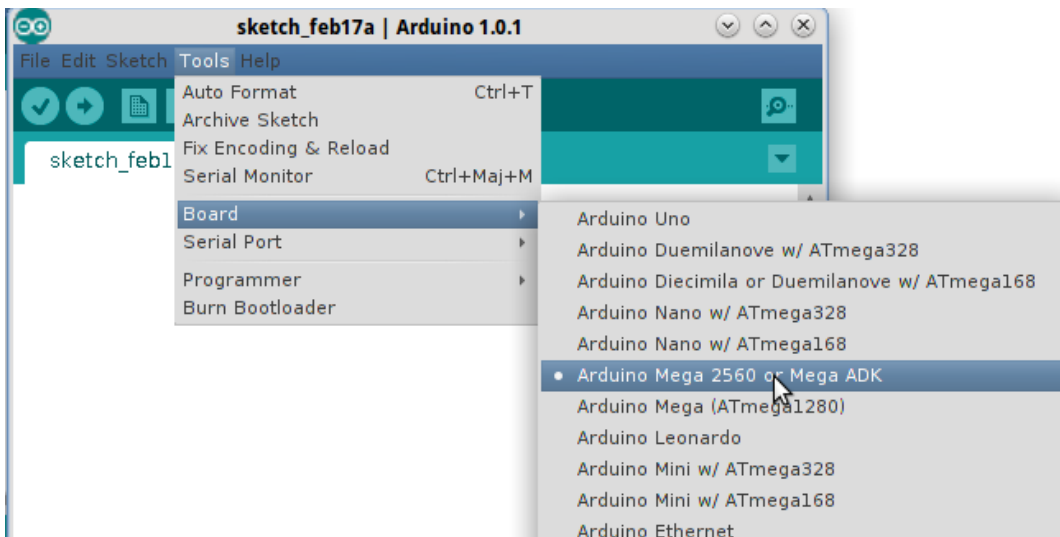 sketch_feb17a | Arduino 1.0.1
File Edit Sketch Tools Help
Auto Format Ctrl+T
Archive Sketch
Fix Encoding & Reload
sketch_feb1
Serial Monitor Ctrl+Maj+M
Board
Serial Port
Programmer
Burn Bootloader
Arduino Uno
Arduino Duemilanove w/ ATmega328
Arduino Diecimila or Duemilanove w/ ATmega168
Arduino Nano w/ ATmega328
Arduino Nano w/ ATmega168
Arduino Mega 2560 or Mega ADK
Arduino Mega (ATmega1280)
Arduino Leonardo
Arduino Mini w/ ATmega328
Arduino Mini w/ ATmega168
Arduino Ethernet